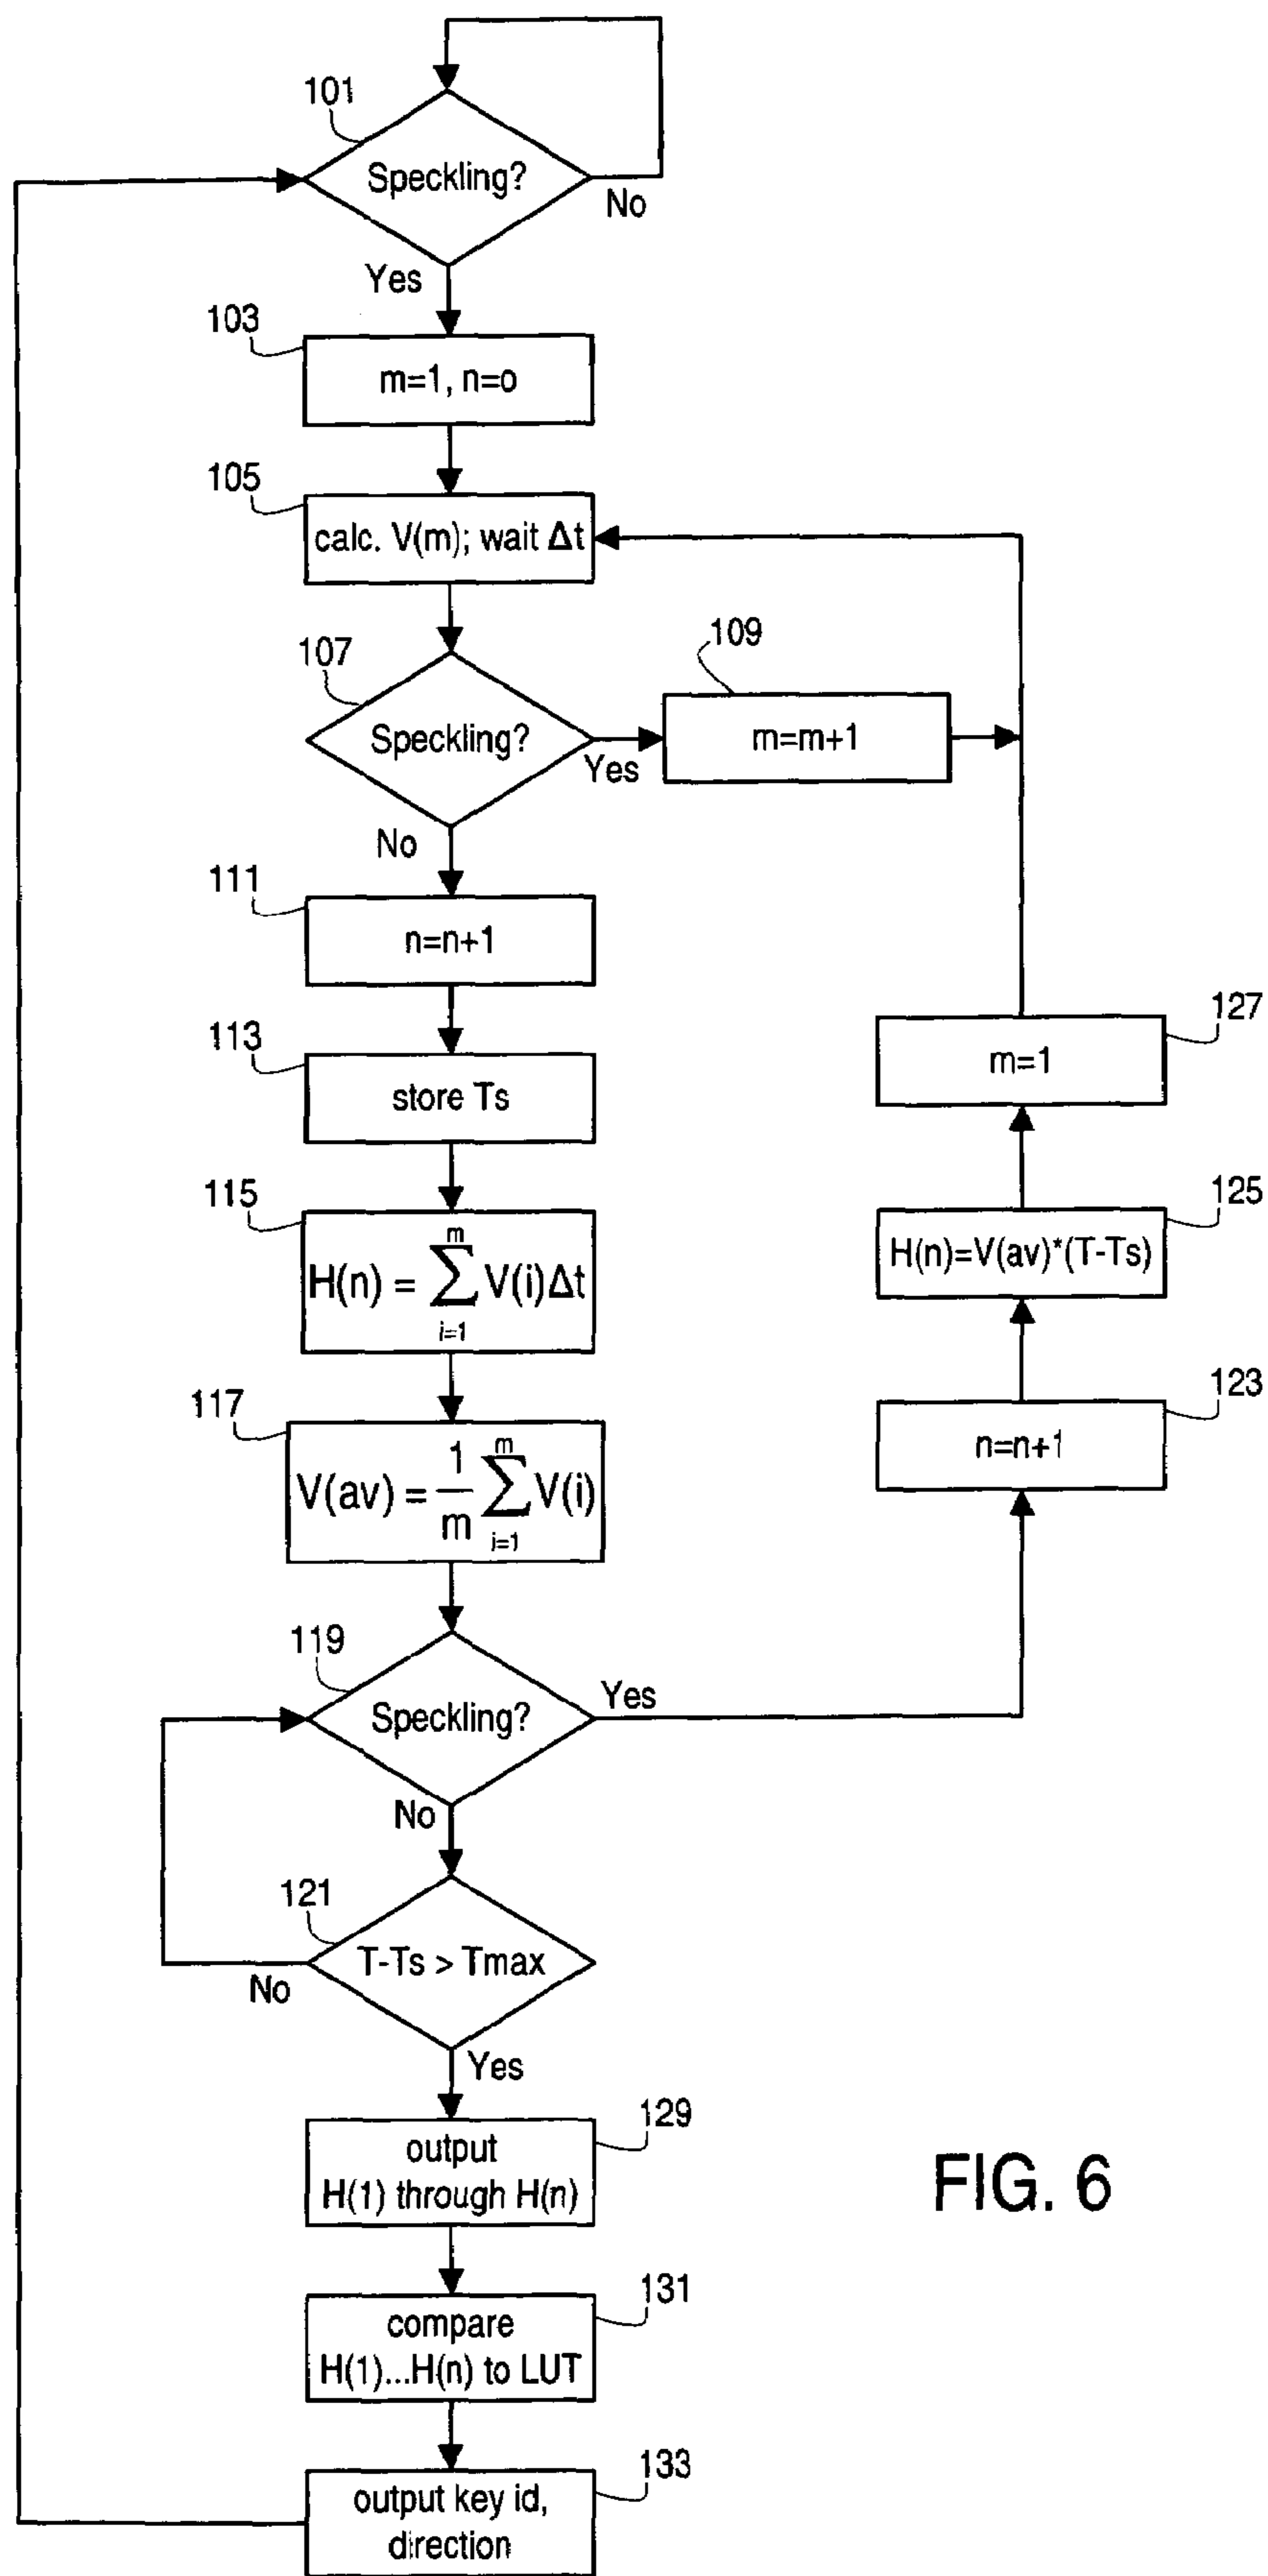 101
Speckling?
No
Yes
103
m=1, n=o
105
calc. V(m); wait Δt
107
Speckling?
Yes
109
m=m+1
No
111
n=n+1
113
store Ts
127
m=1
115
H(n) = m∑i=1 V(i)Δt
125
H(n)=V(av)*(T-Ts)
117
V(av) = 1/m m∑i=1 V(i)
123
n=n+1
119
Speckling?
Yes
No
121
T-Ts > Tmax
No
Yes
129
output
H(1) through H(n)
131
compare
H(1)...H(n) to LUT
133
output key id,
direction
FIG. 6